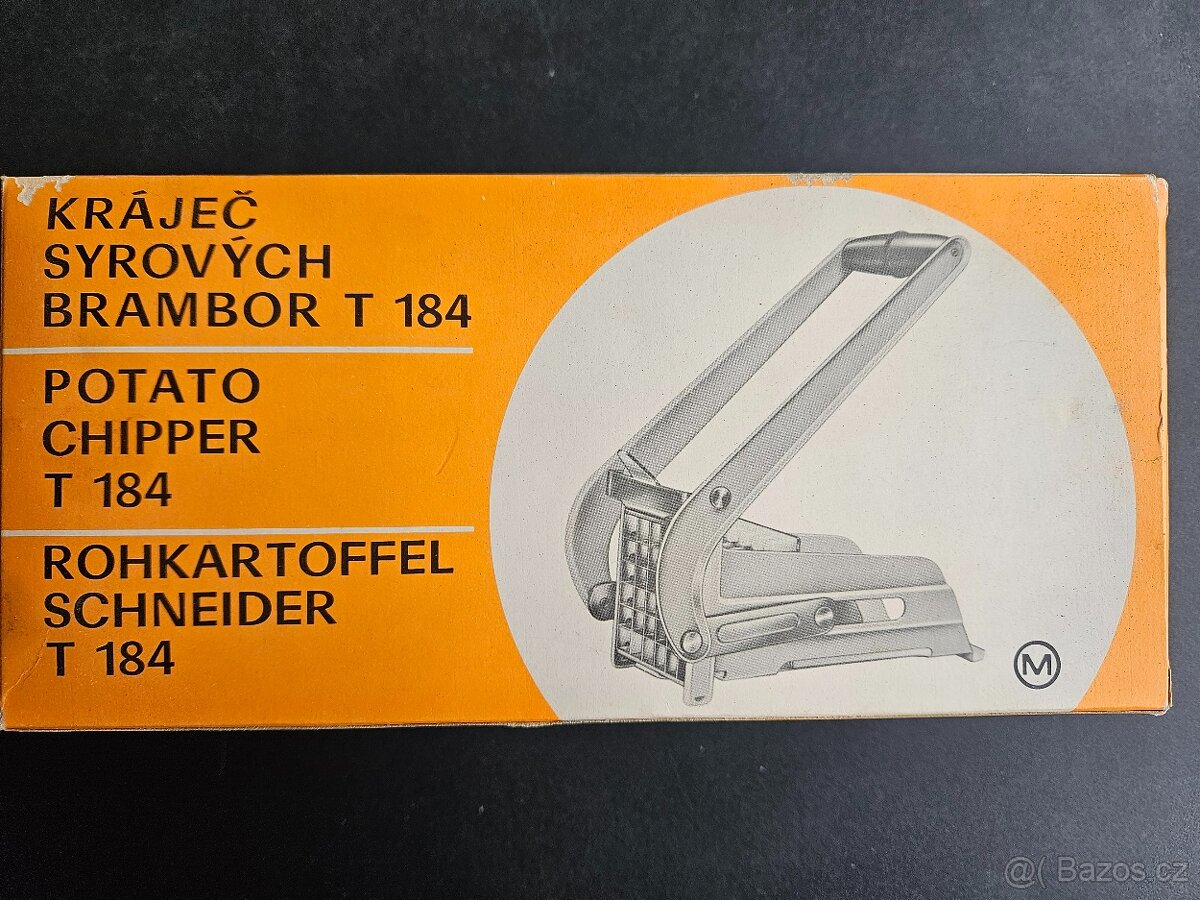 KRÁJEČ
SYROVÝCH
BRAMBOR T 184
POTATO
CHIPPER
T 184
ROHKARTOFFEL
SCHNEIDER
T 184
M
@( Bazos.cz